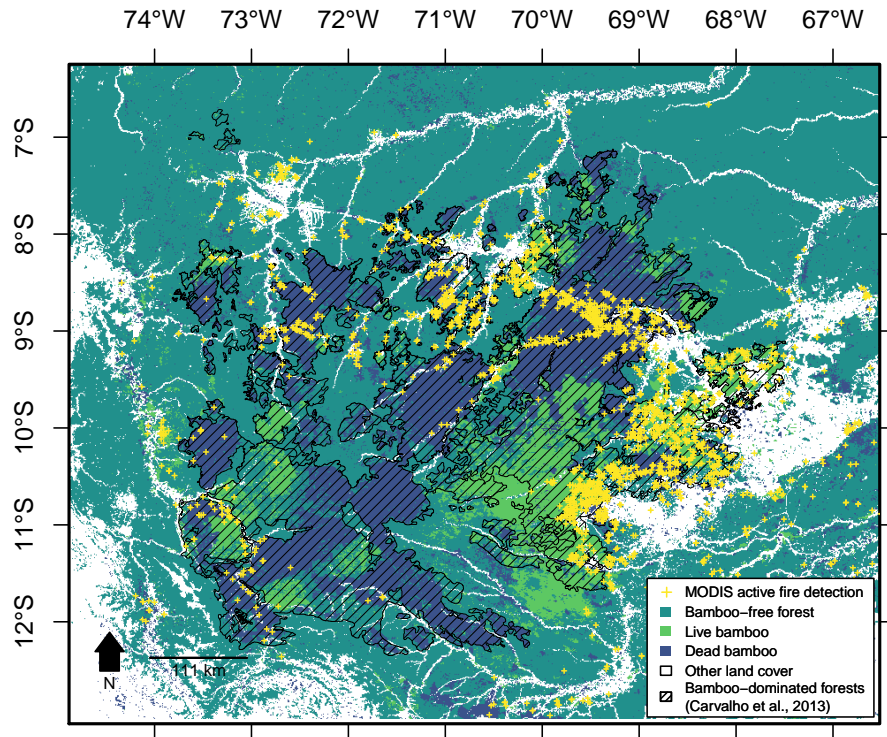 74°W 73°W 72°W 71°W 70°W 69°W 68°W 67°W
7°S
8°S
9°S
10°S
11°S
12°S
N
111 km
MODIS active fire detection
Bamboo−free forest
Live bamboo
Dead bamboo
Other land cover
Bamboo−dominated forests
(Carvalho et al., 2013)